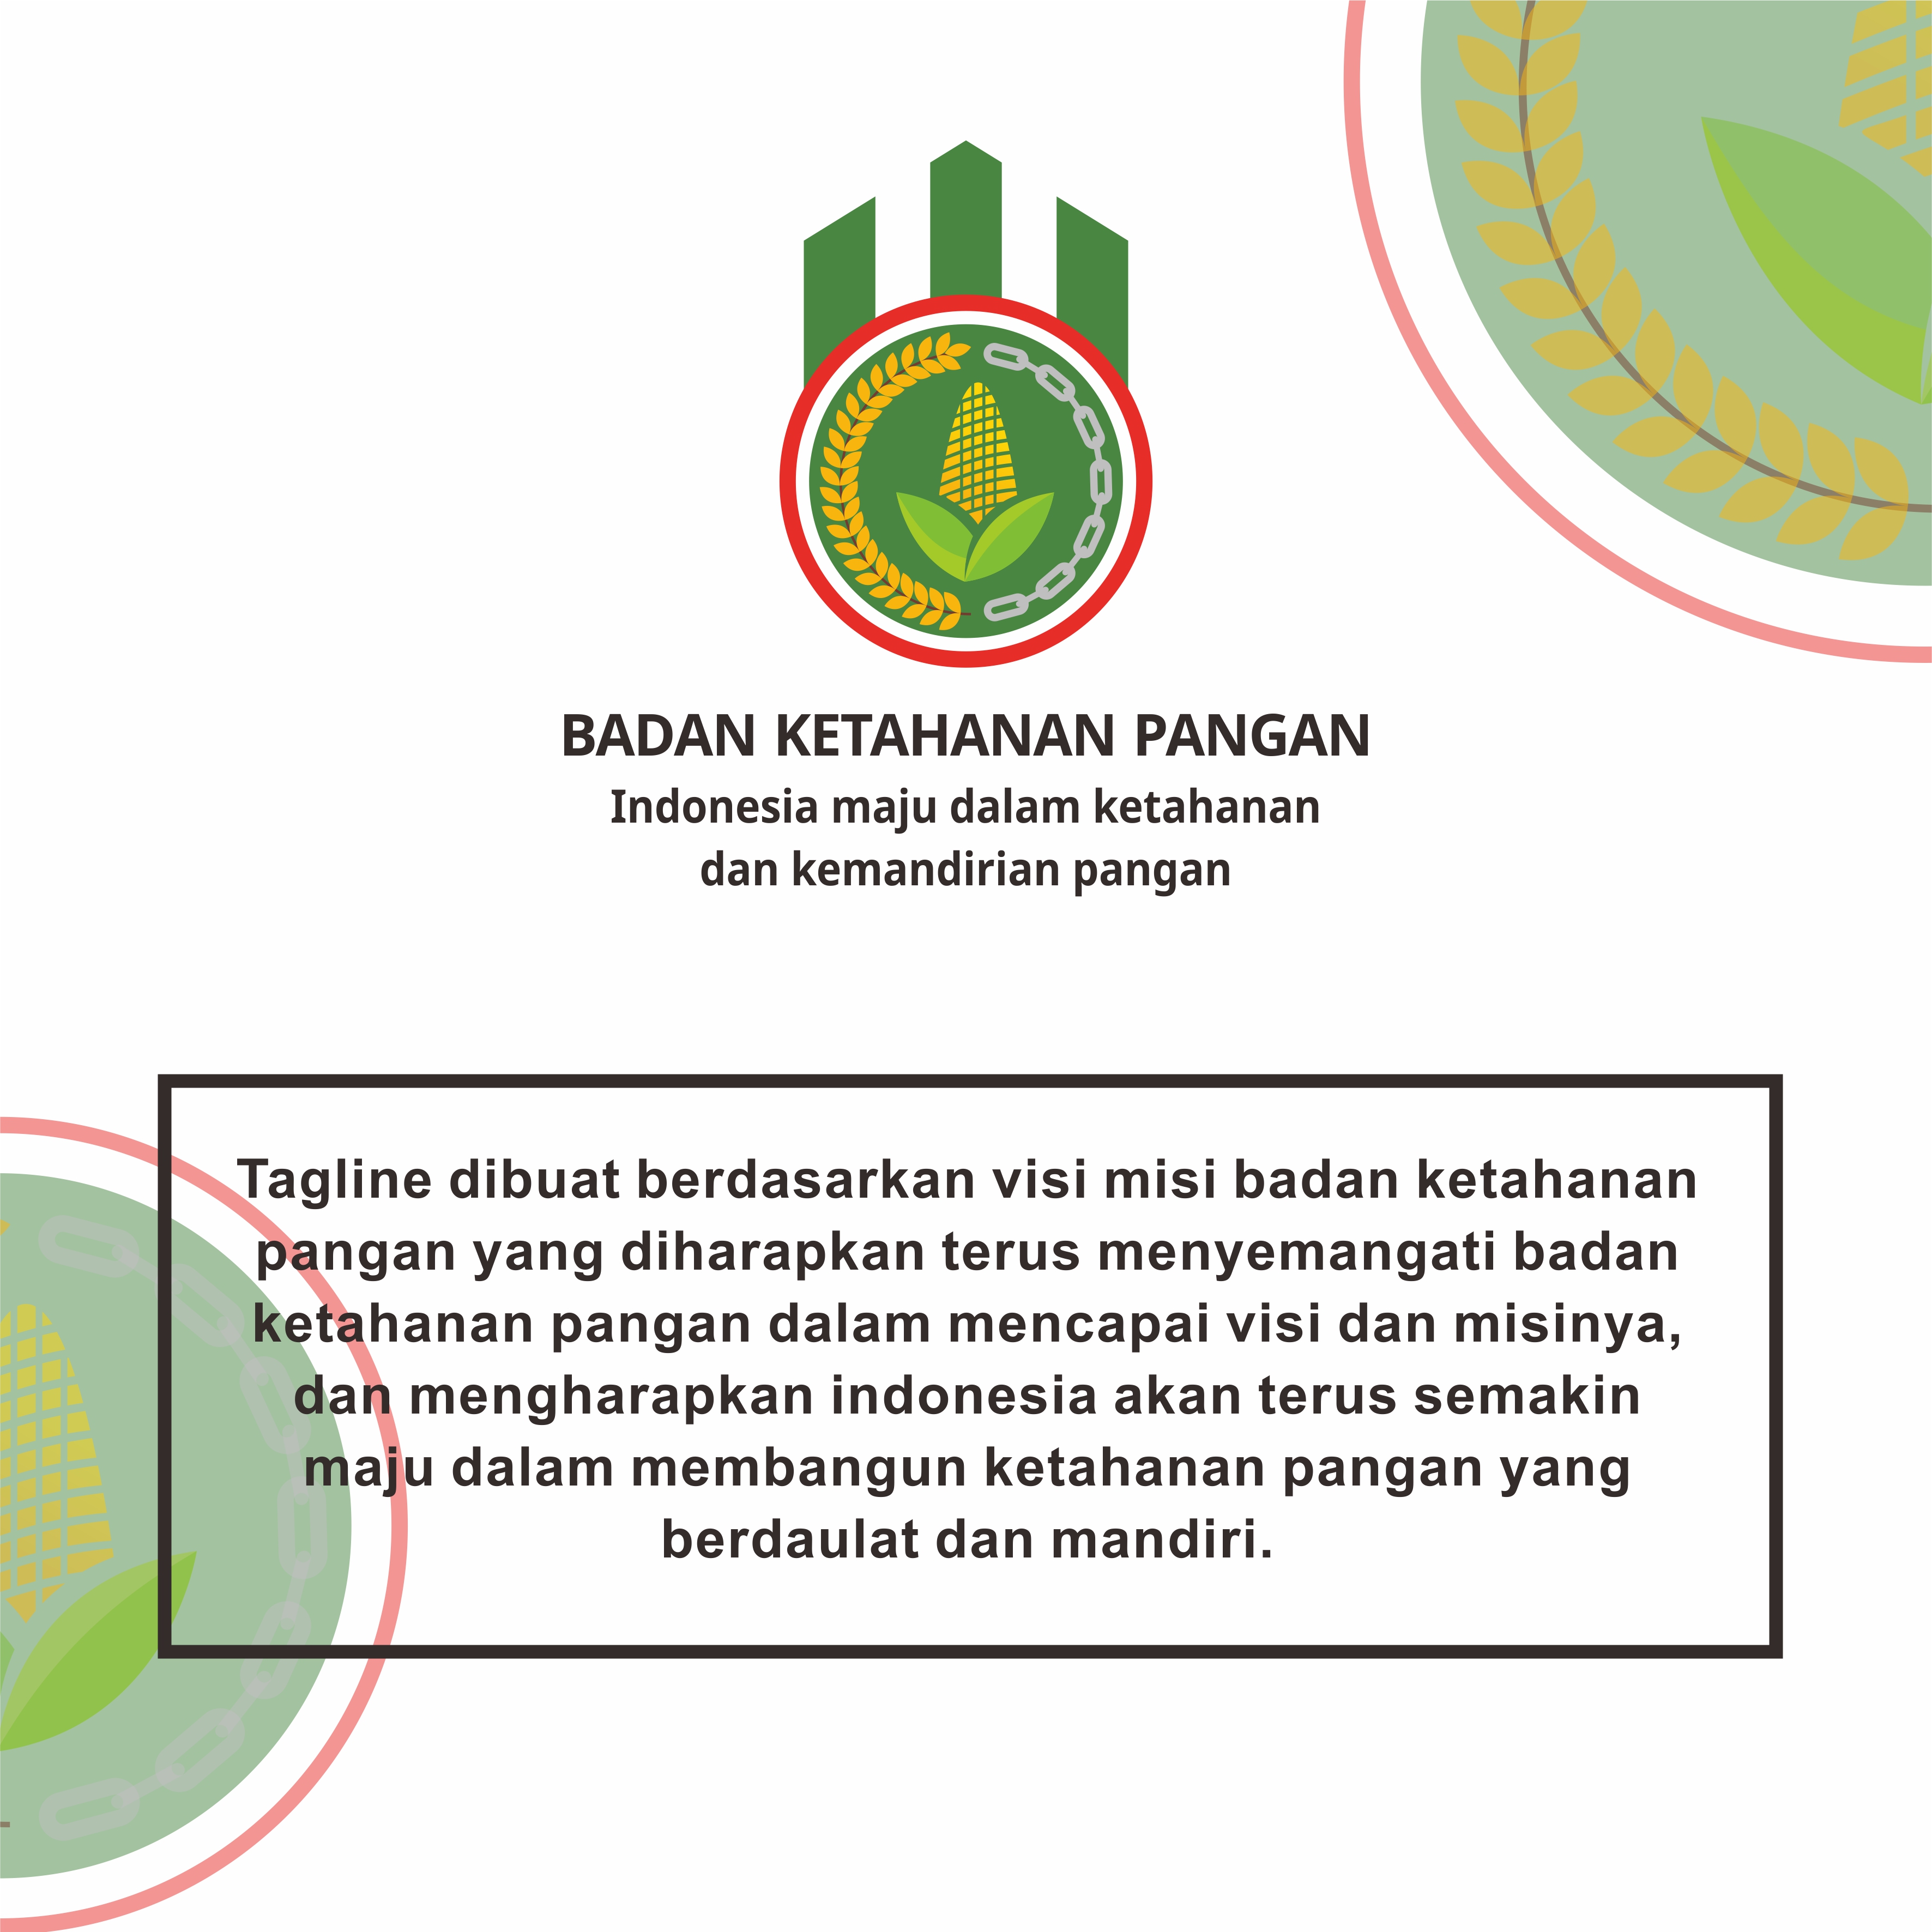 BADAN KETAHANAN PANGAN
Indonesia maju dalam ketahanan
dan kemandirian pangan
Tagline dibuat berdasarkan visi misi badan ketahanan
pangan yang diharapkan terus menyemangati badan
ketahanan pangan dalam mencapai visi dan misinya,
dan mengharapkan indonesia akan terus semakin
maju dalam membangun ketahanan pangan yang
berdaulat dan mandiri.